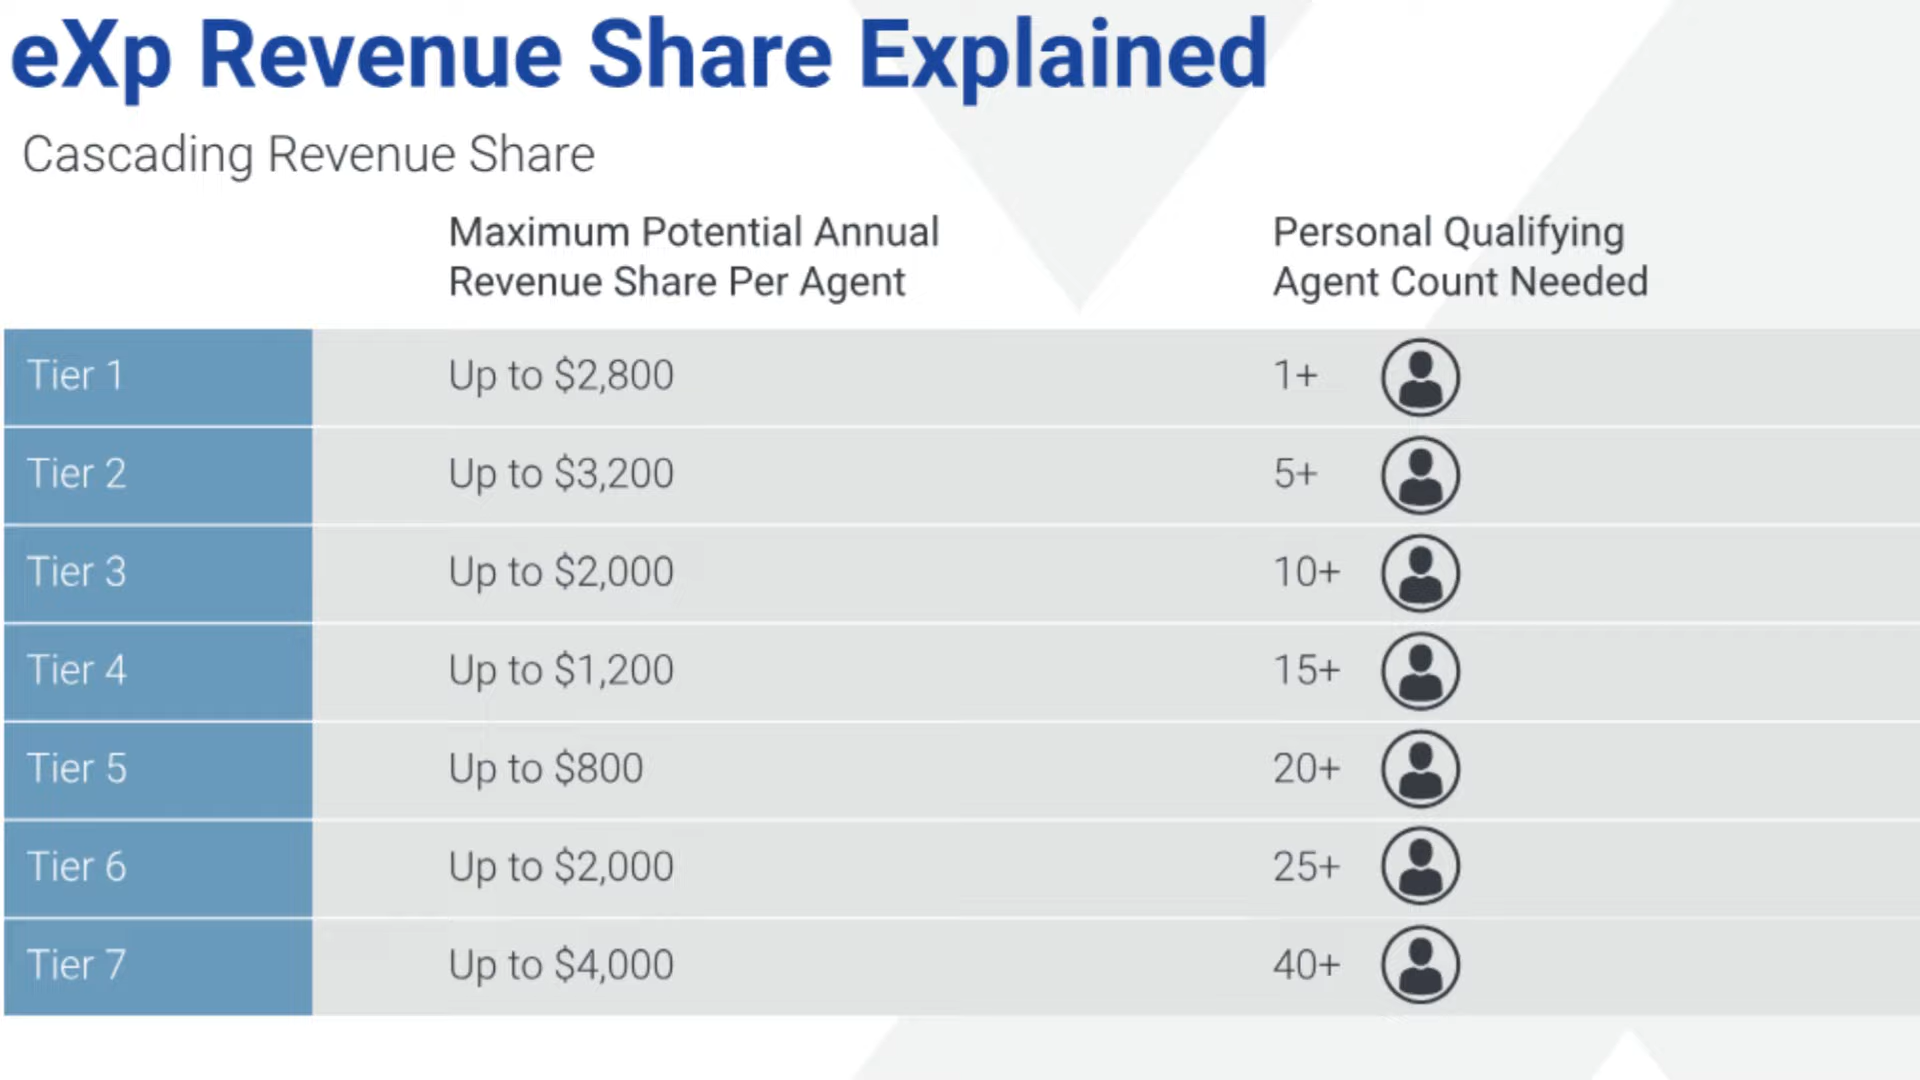 eXp Revenue Share Explained
Cascading Revenue Share
Maximum Potential Annual
Revenue Share Per Agent
Personal Qualifying
Agent Count Needed
Tier 1 Up to $2,800 1+
Tier 2 Up to $3,200 5+
Tier 3 Up to $2,000 10+
Tier 4 Up to $1,200 15+
Tier 5 Up to $800 20+
Tier 6 Up to $2,000 25+
Tier 7 Up to $4,000 40+